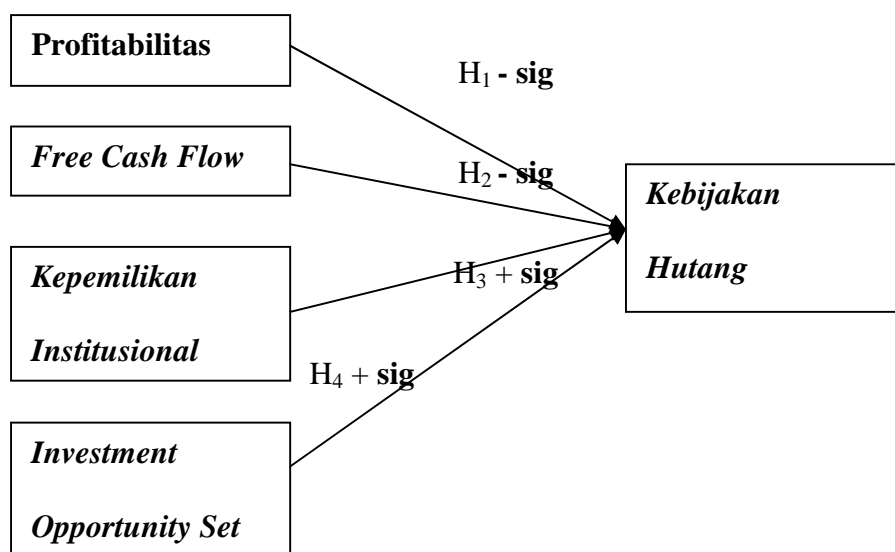 Profitabilitas
H₁ - sig
Free Cash Flow
H₂ - sig
Kebijakan
Hutang
Kepemilikan
Institusional
H₃ + sig
H₄ + sig
Investment
Opportunity Set